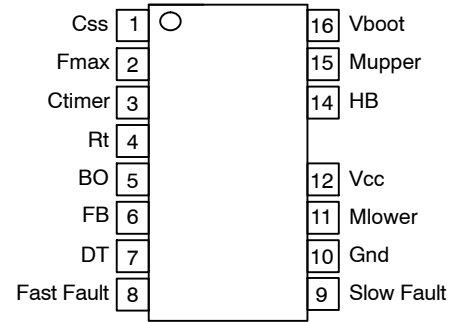 Css 1 16 Vboot
Fmax 2 15 Mupper
Ctimer 3 14 HB
Rt 4
BO 5 12 Vcc
FB 6 11 Mlower
DT 7 10 Gnd
Fast Fault 8 9 Slow Fault